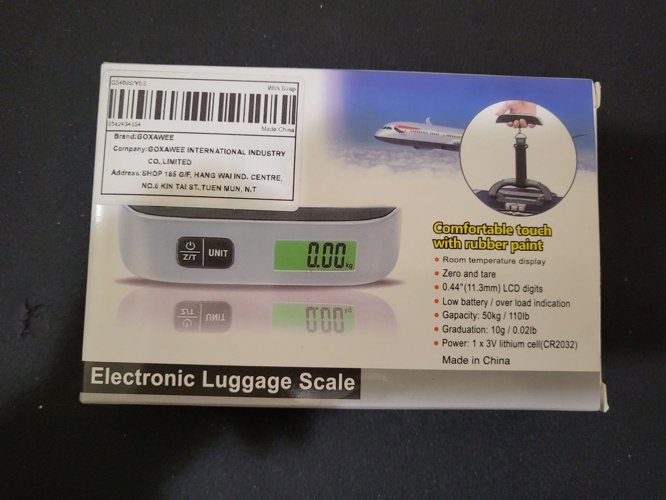 With Strap
Made China
Brand:GOXAWEE
Company:GOXAWEE INTERNATIONAL INDUSTRY
CO.,LIMITED
Address:SHOP 185 G/F, HANG WAI IND. CENTRE,
NO.6 KIN TAI ST.,TUEN MUN, N.T
Z/T
UNIT
0.00kg
Comfortable touch
with rubber paint
Room temperature display
Zero and tare
0.44"(11.3mm) LCD digits
Low battery / over load indication
Capacity: 50kg / 110lb
Graduation: 10g / 0.02lb
Power: 1 x 3V lithium cell(CR2032)
Made in China
Electronic Luggage Scale